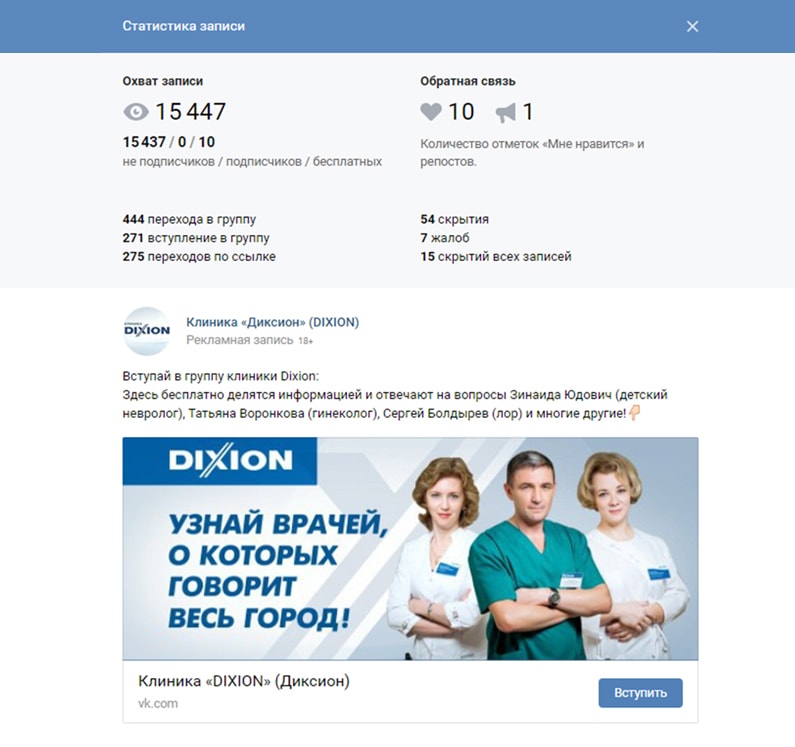 Статистика записи
Охват записи
15 447
15 437 / 0 / 10
не подписчиков / подписчиков / бесплатных
Обратная связь
10 1
Количество отметок «Мне нравится» и
репостов.
444 перехода в группу
271 вступление в группу
275 переходов по ссылке
54 скрытия
7 жалоб
15 скрытий всех записей
КЛИНИКА
DIXION
Клиника «Диксион» (DIXION)
Рекламная запись 18+
Вступай в группу клиники Dixion:
Здесь бесплатно делятся информацией и отвечают на вопросы Зинаида Юдович (детский
невролог), Татьяна Воронкова (гинеколог), Сергей Болдырев (лор) и многие другие!👇🏻
DIXION
УЗНАЙ ВРАЧЕЙ,
О КОТОРЫХ
ГОВОРИТ
ВЕСЬ ГОРОД!
DIXION
Клиника «DIXION» (Диксион)
vk.com
Вступить